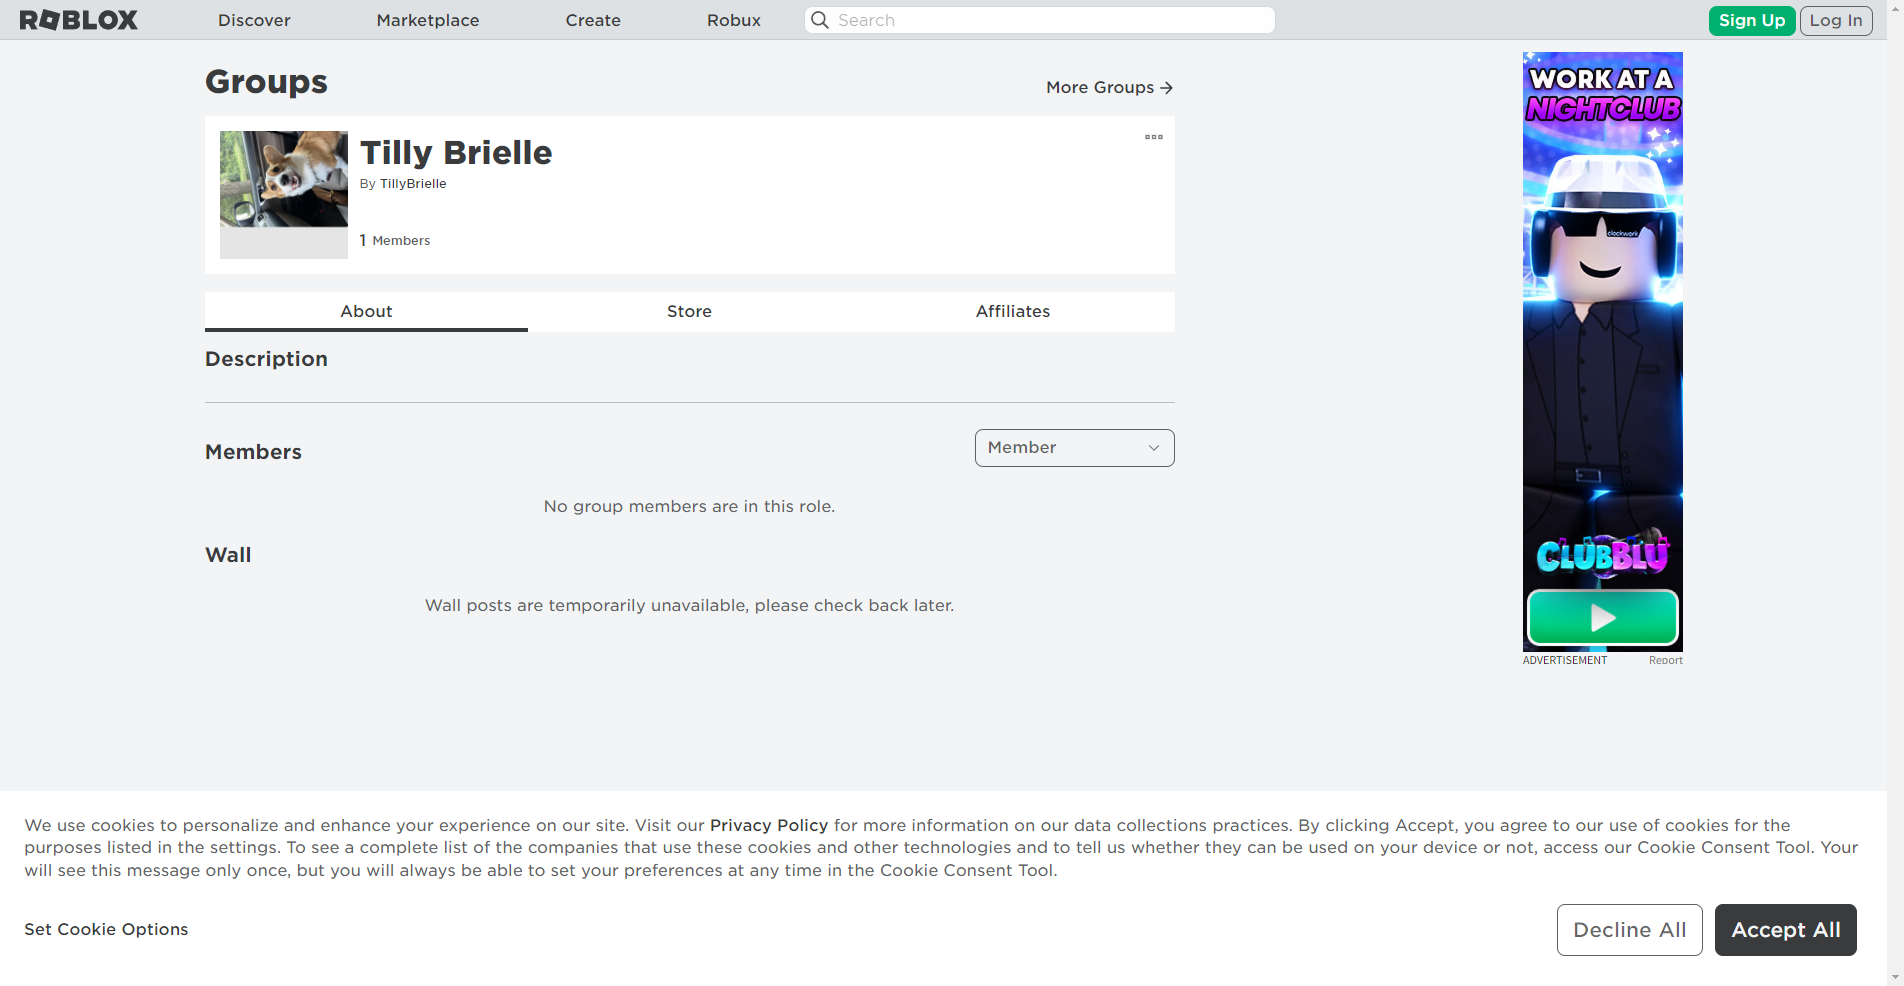 ROBLOX
Discover
Marketplace
Create
Robux
Search
Sign Up
Log In
Groups
More Groups
Tilly Brielle
By TillyBrielle
1 Members
About
Store
Affiliates
Description
Members
Member
No group members are in this role.
Wall
Wall posts are temporarily unavailable, please check back later.
WORK AT A
NIGHTCLUB
clockwork
CLUBBLU
ADVERTISEMENT
Report
We use cookies to personalize and enhance your experience on our site. Visit our Privacy Policy for more information on our data collections practices. By clicking Accept, you agree to our use of cookies for the
purposes listed in the settings. To see a complete list of the companies that use these cookies and other technologies and to tell us whether they can be used on your device or not, access our Cookie Consent Tool. Your
will see this message only once, but you will always be able to set your preferences at any time in the Cookie Consent Tool.
Set Cookie Options
Decline All
Accept All